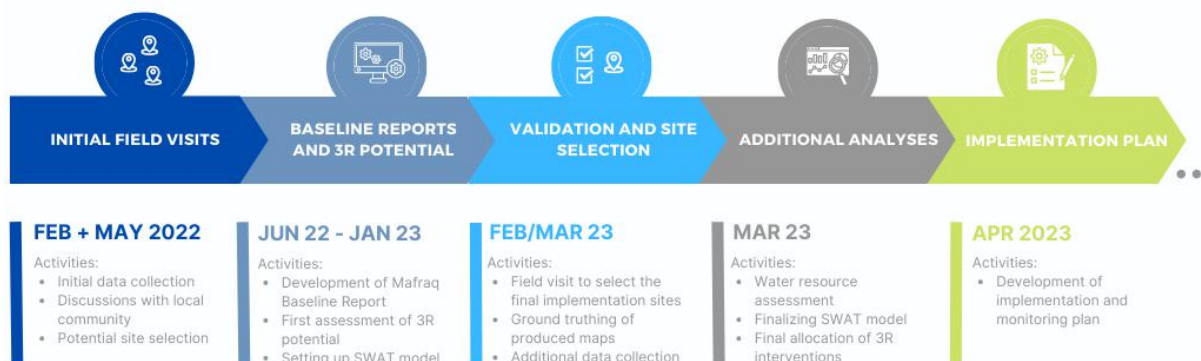 INITIAL FIELD VISITS
BASELINE REPORTS
AND 3R POTENTIAL
VALIDATION AND SITE
SELECTION
ADDITIONAL ANALYSES
IMPLEMENTATION PLAN
FEB + MAY 2022
Activities:
• Initial data collection
• Discussions with local
community
• Potential site selection
JUN 22 - JAN 23
Activities:
• Development of Mafraq
Baseline Report
• First assessment of 3R
potential
• Setting up SWAT model
FEB/MAR 23
Activities:
• Field visit to select the
final implementation sites
• Ground truthing of
produced maps
• Additional data collection
MAR 23
Activities:
• Water resource
assessment
• Finalizing SWAT model
• Final allocation of 3R
interventions
APR 2023
Activities:
• Development of
implementation and
monitoring plan